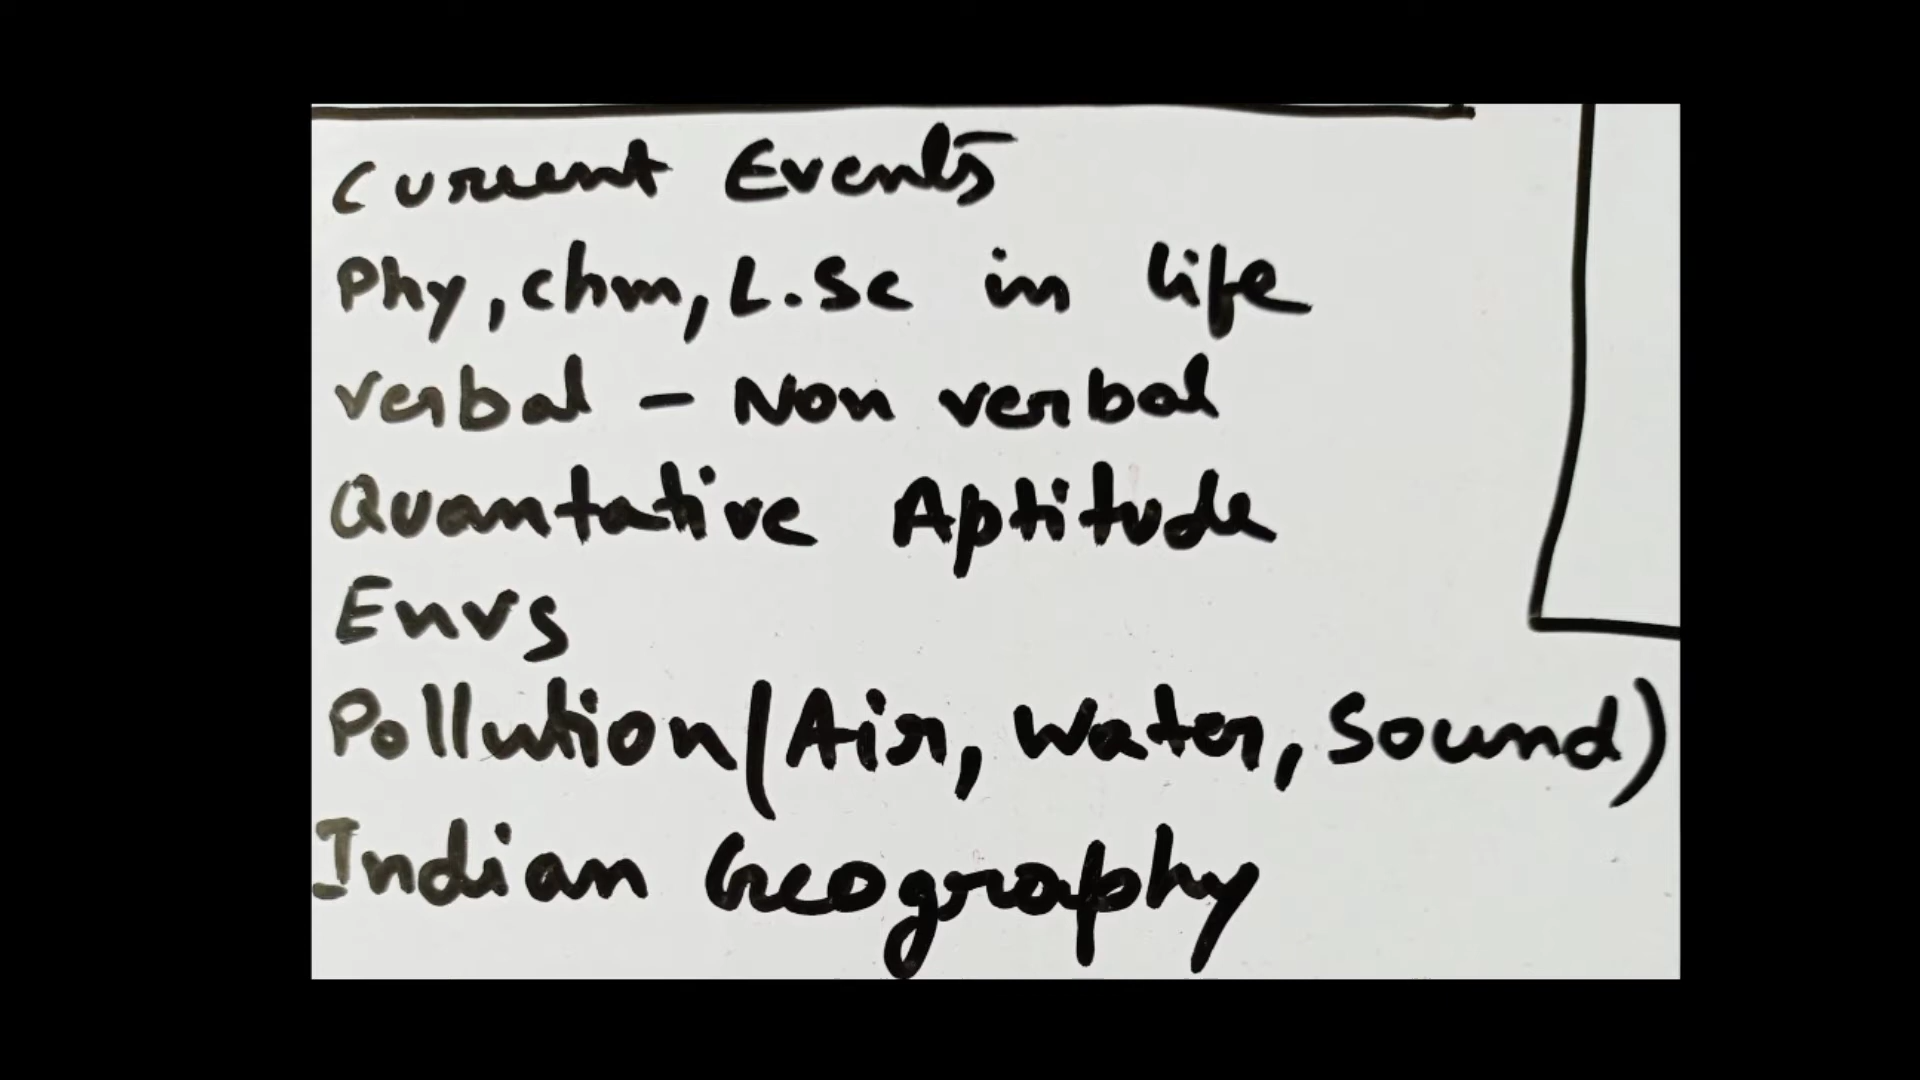 Current Events
Phy, chm, L.Sc in life
verbal - Non verbal
Quantative Aptitude
Envs
Pollution (Air, Water, Sound)
Indian Geography